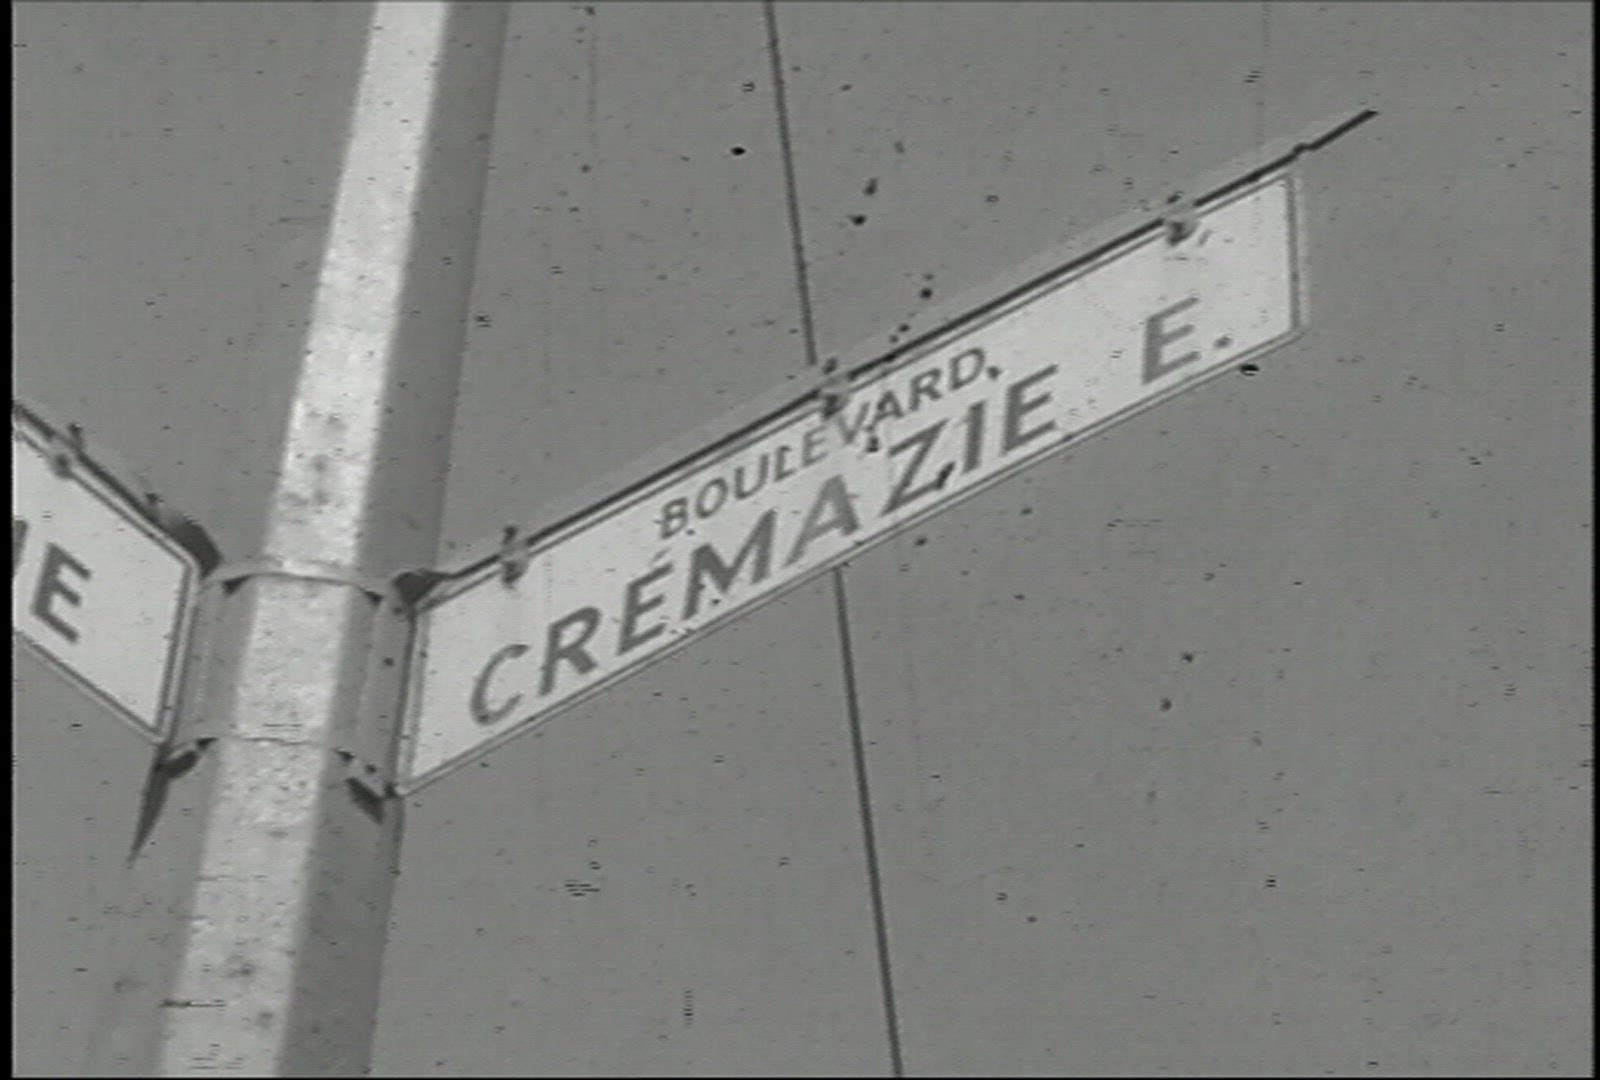 BOULEVARD,
CRÉMAZIE E.